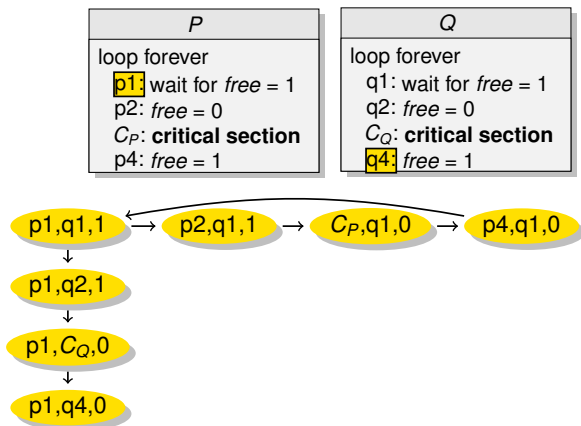 P
loop forever
p1: wait for free = 1
p2: free = 0
C_P: critical section
p4: free = 1
Q
loop forever
q1: wait for free = 1
q2: free = 0
C_Q: critical section
q4: free = 1
p1,q1,1
p2,q1,1
C_P,q1,0
p4,q1,0
p1,q2,1
p1,C_Q,0
p1,q4,0